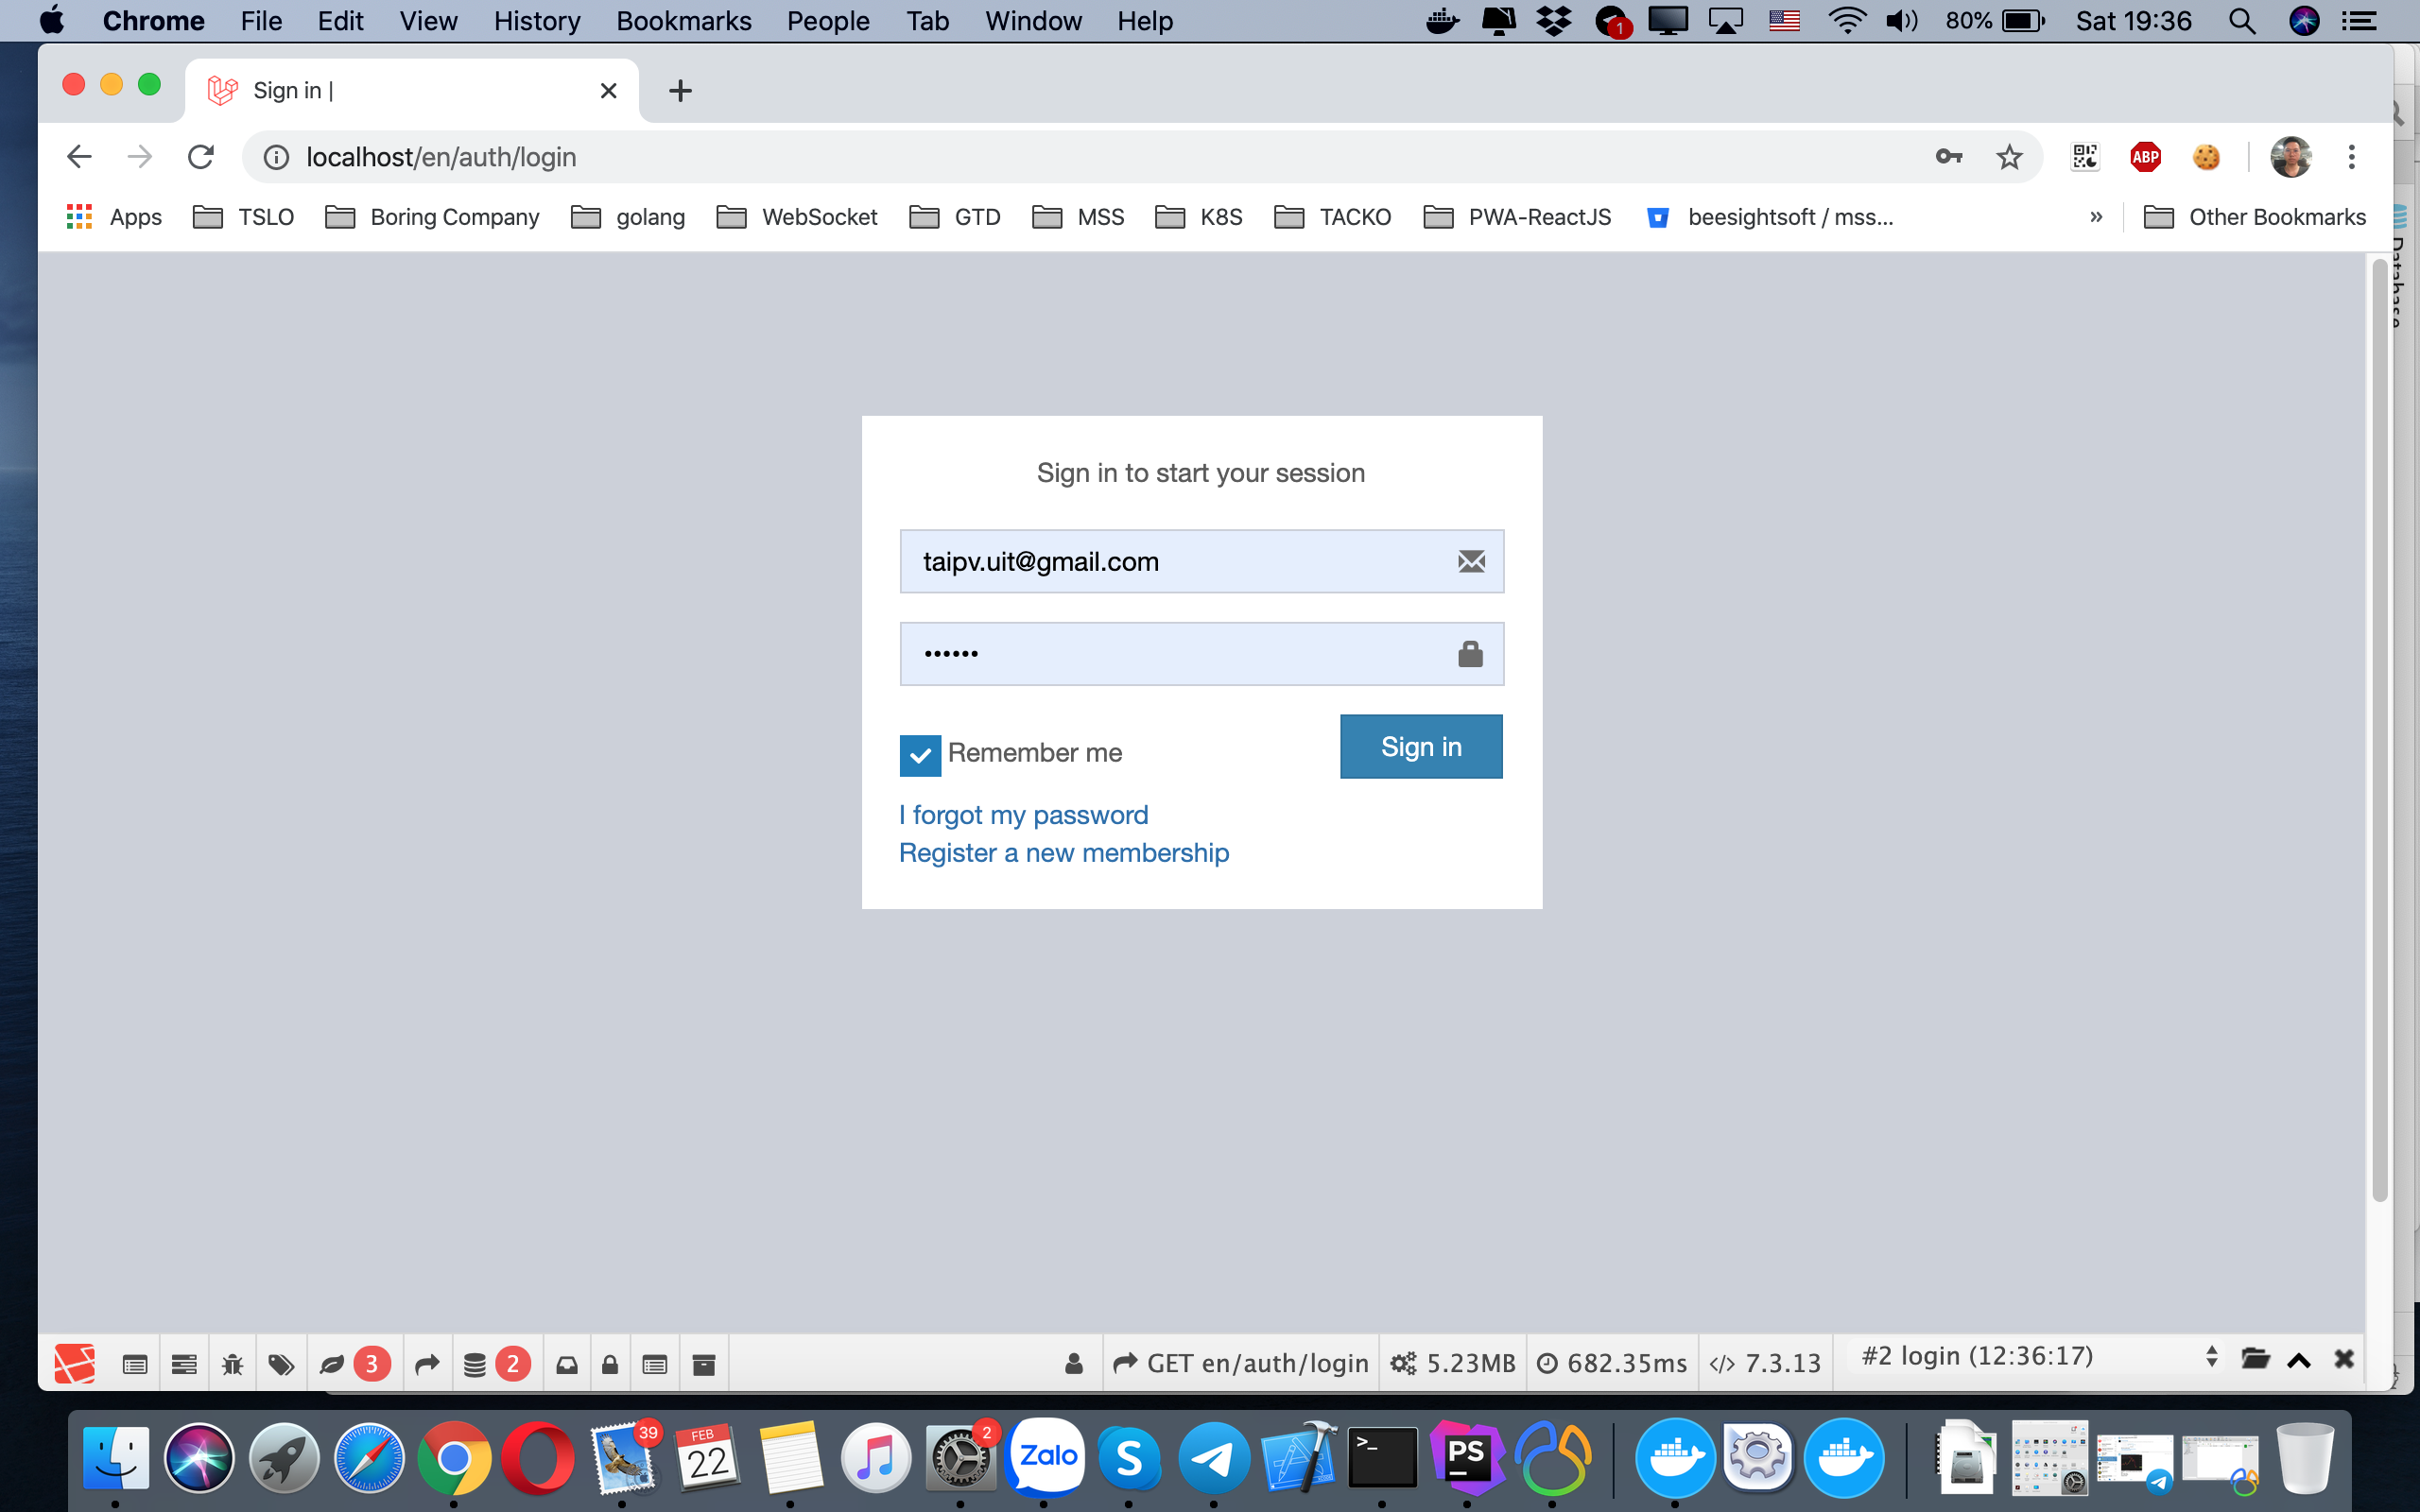 Chrome File Edit View History Bookmarks People Tab Window Help 1 80% Sat 19:36
Sign in |
localhost/en/auth/login ABP
Apps TSLO Boring Company golang WebSocket GTD MSS K8S TACKO PWA-ReactJS beesightsoft / mss... » Other Bookmarks
Database
Sign in to start your session
taipv.uit@gmail.com
••••••
Remember me Sign in
I forgot my password
Register a new membership
3 2 GET en/auth/login 5.23MB 682.35ms 7.3.13 #2 login (12:36:17)
39 FEB 22 2 Zalo S >_ PS